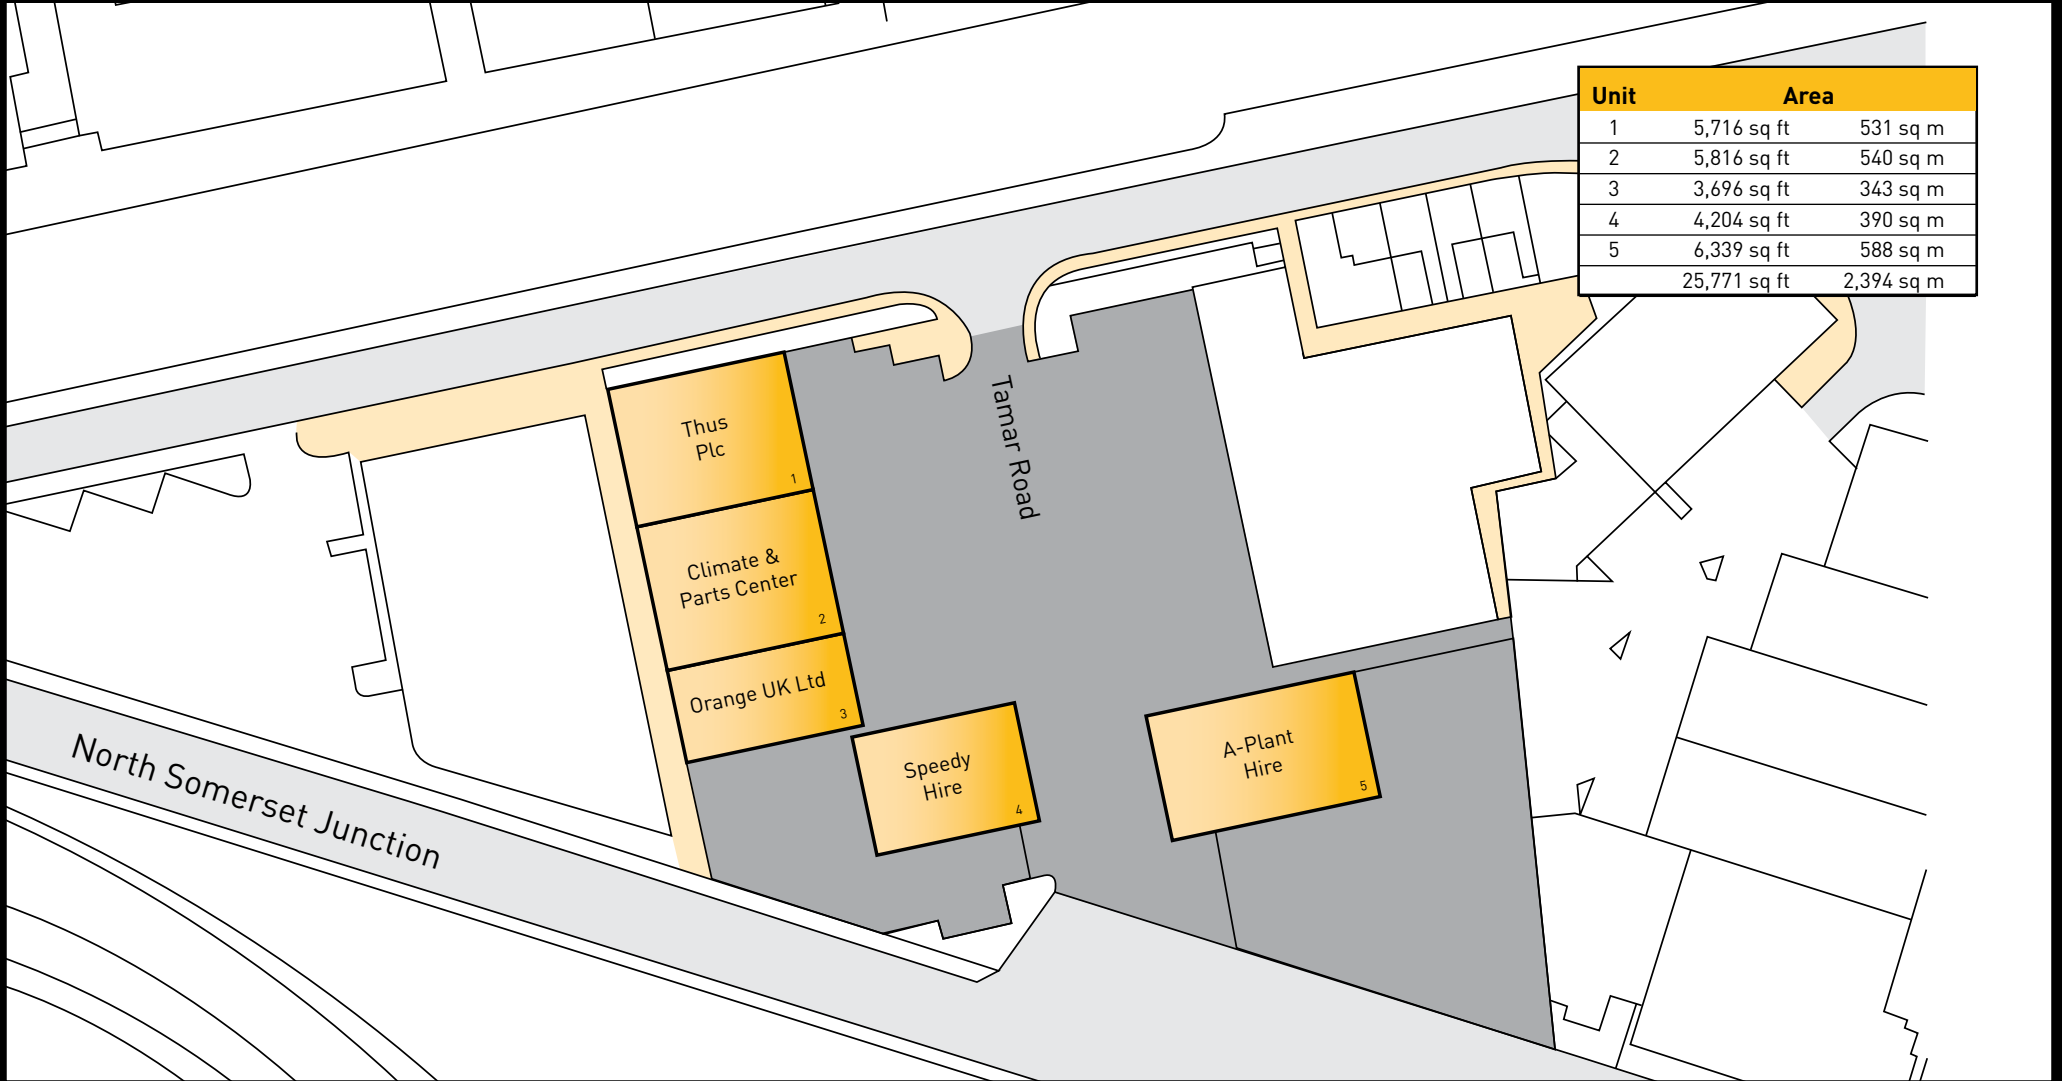 Unit Area
1 5,716 sq ft 531 sq m
2 5,816 sq ft 540 sq m
3 3,696 sq ft 343 sq m
4 4,204 sq ft 390 sq m
5 6,339 sq ft 588 sq m
25,771 sq ft 2,394 sq m
Tamar Road
Thus
Plc
1
Climate &
Parts Center
2
Orange UK Ltd
3
Speedy
Hire
4
A-Plant
Hire
5
North Somerset Junction